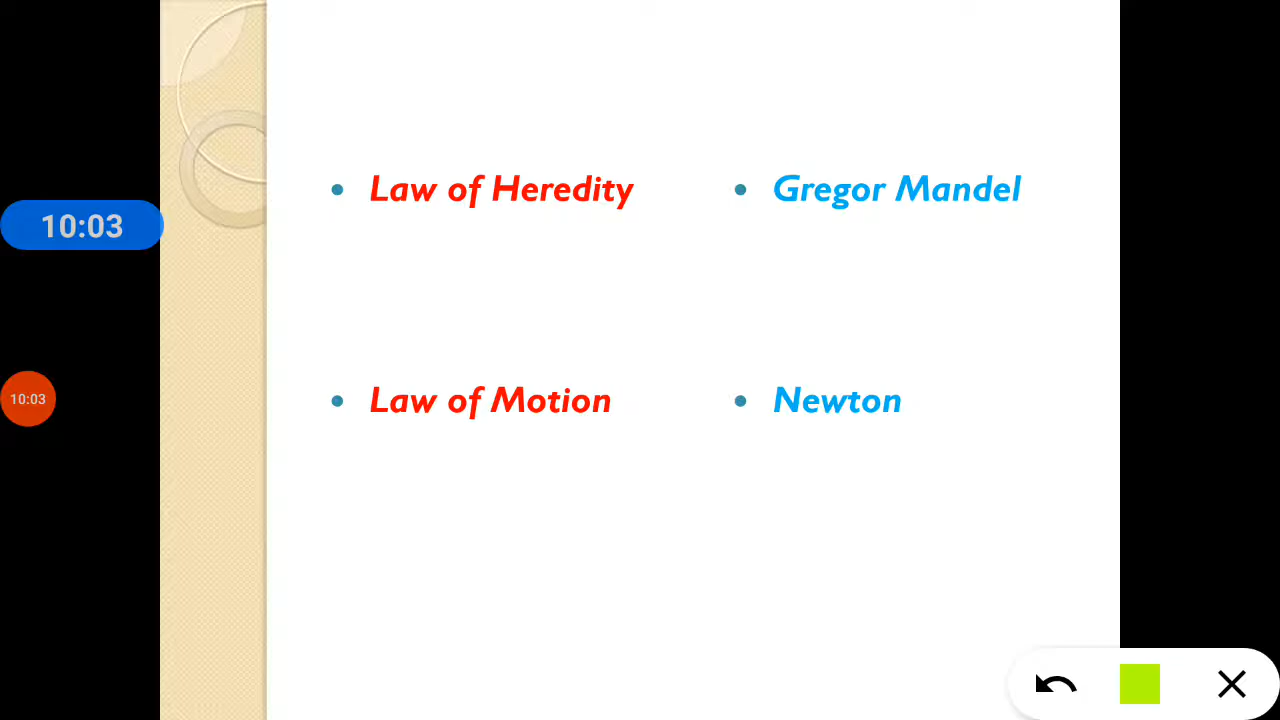 Law of Heredity
Gregor Mandel
10:03
10:03
Law of Motion
Newton